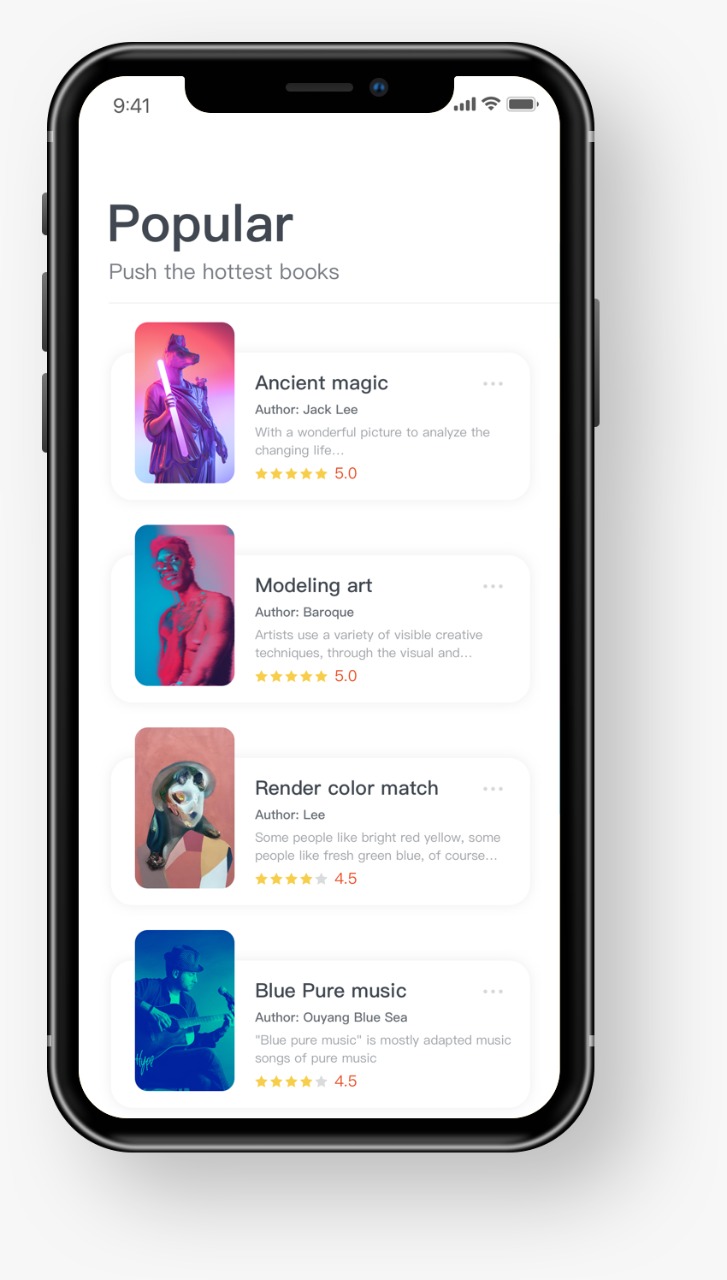 9:41
Popular
Push the hottest books
Ancient magic
Author: Jack Lee
With a wonderful picture to analyze the
changing life...
5.0
Modeling art
Author: Baroque
Artists use a variety of visible creative
techniques, through the visual and...
5.0
Render color match
Author: Lee
Some people like bright red yellow, some
people like fresh green blue, of course...
4.5
Blue Pure music
Author: Ouyang Blue Sea
"Blue pure music" is mostly adapted music
songs of pure music
4.5